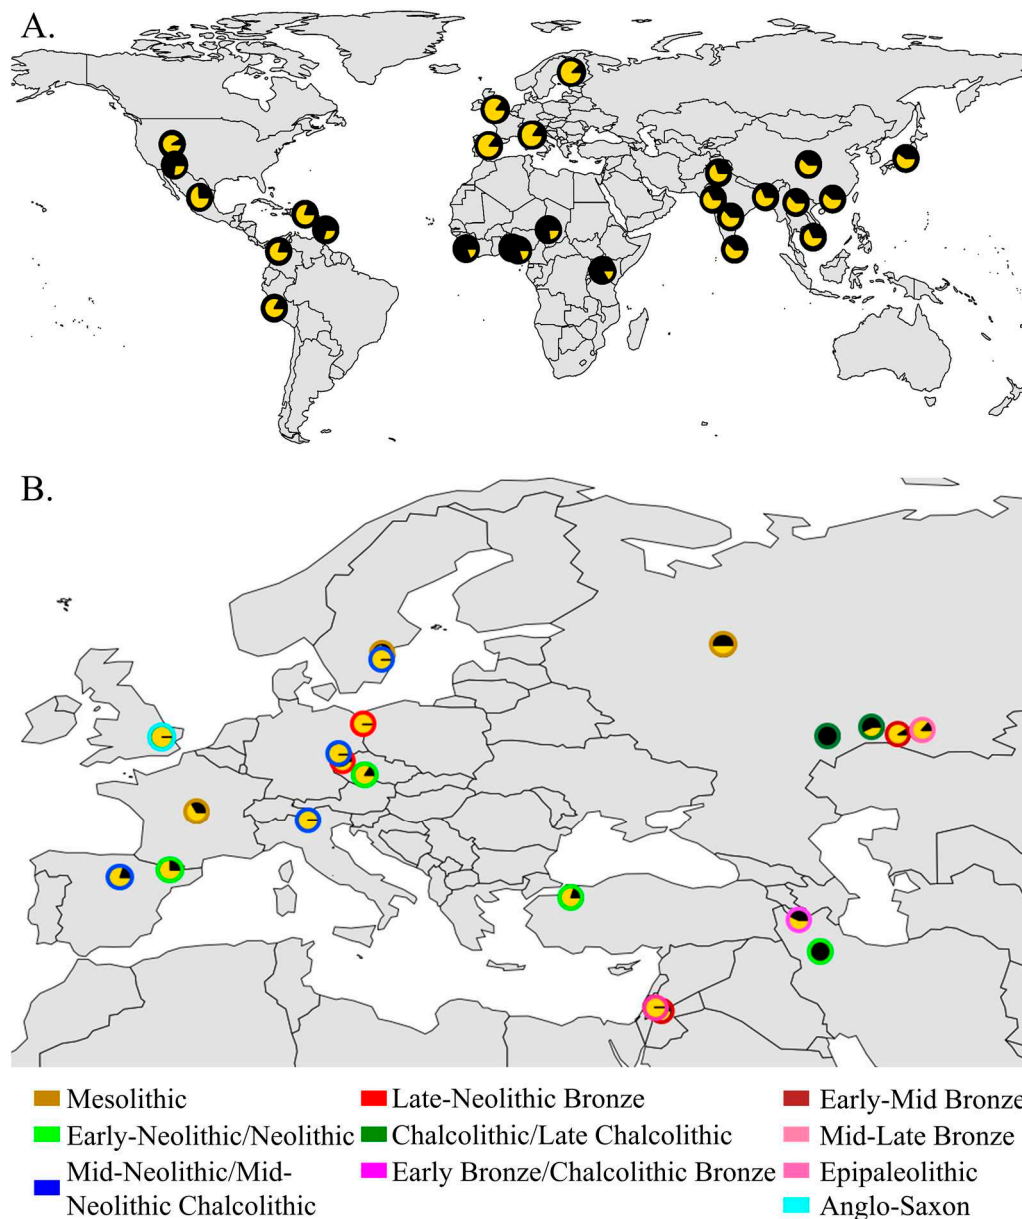 A.
B.
Mesolithic
Early-Neolithic/Neolithic
Mid-Neolithic/Mid-
Neolithic Chalcolithic
Late-Neolithic Bronze
Chalcolithic/Late Chalcolithic
Early Bronze/Chalcolithic Bronze
Early-Mid Bronze
Mid-Late Bronze
Epipaleolithic
Anglo-Saxon